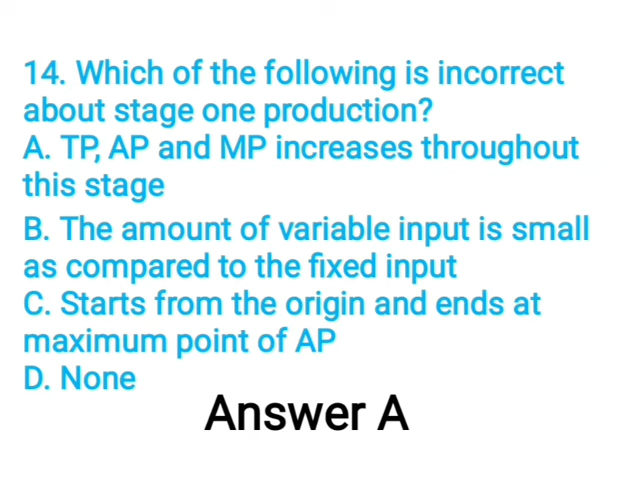 14. Which of the following is incorrect
about stage one production?
A. TP, AP and MP increases throughout
this stage
B. The amount of variable input is small
as compared to the fixed input
C. Starts from the origin and ends at
maximum point of AP
D. None
Answer A